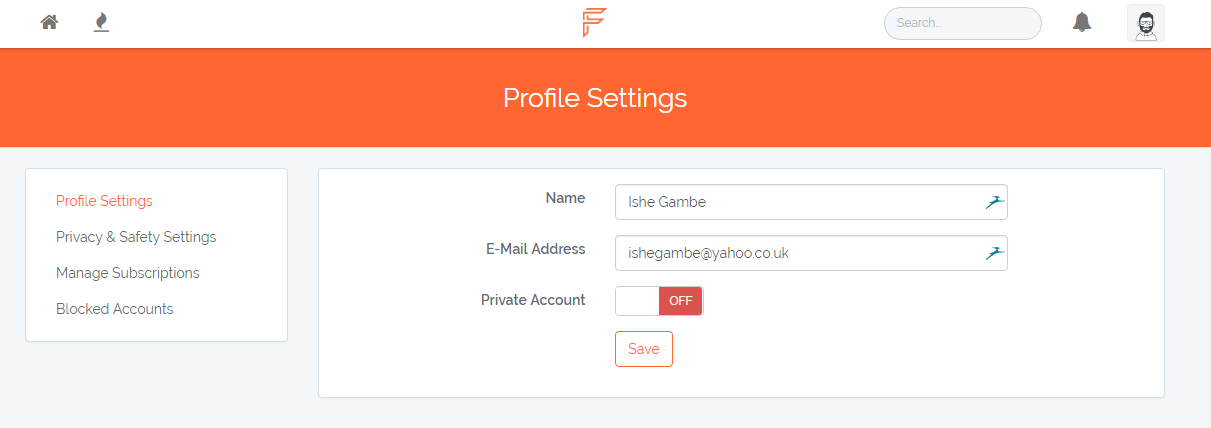 Search...
Profile Settings
Profile Settings
Privacy & Safety Settings
Manage Subscriptions
Blocked Accounts
Name
Ishe Gambe
E-Mail Address
ishegambe@yahoo.co.uk
Private Account
OFF
Save